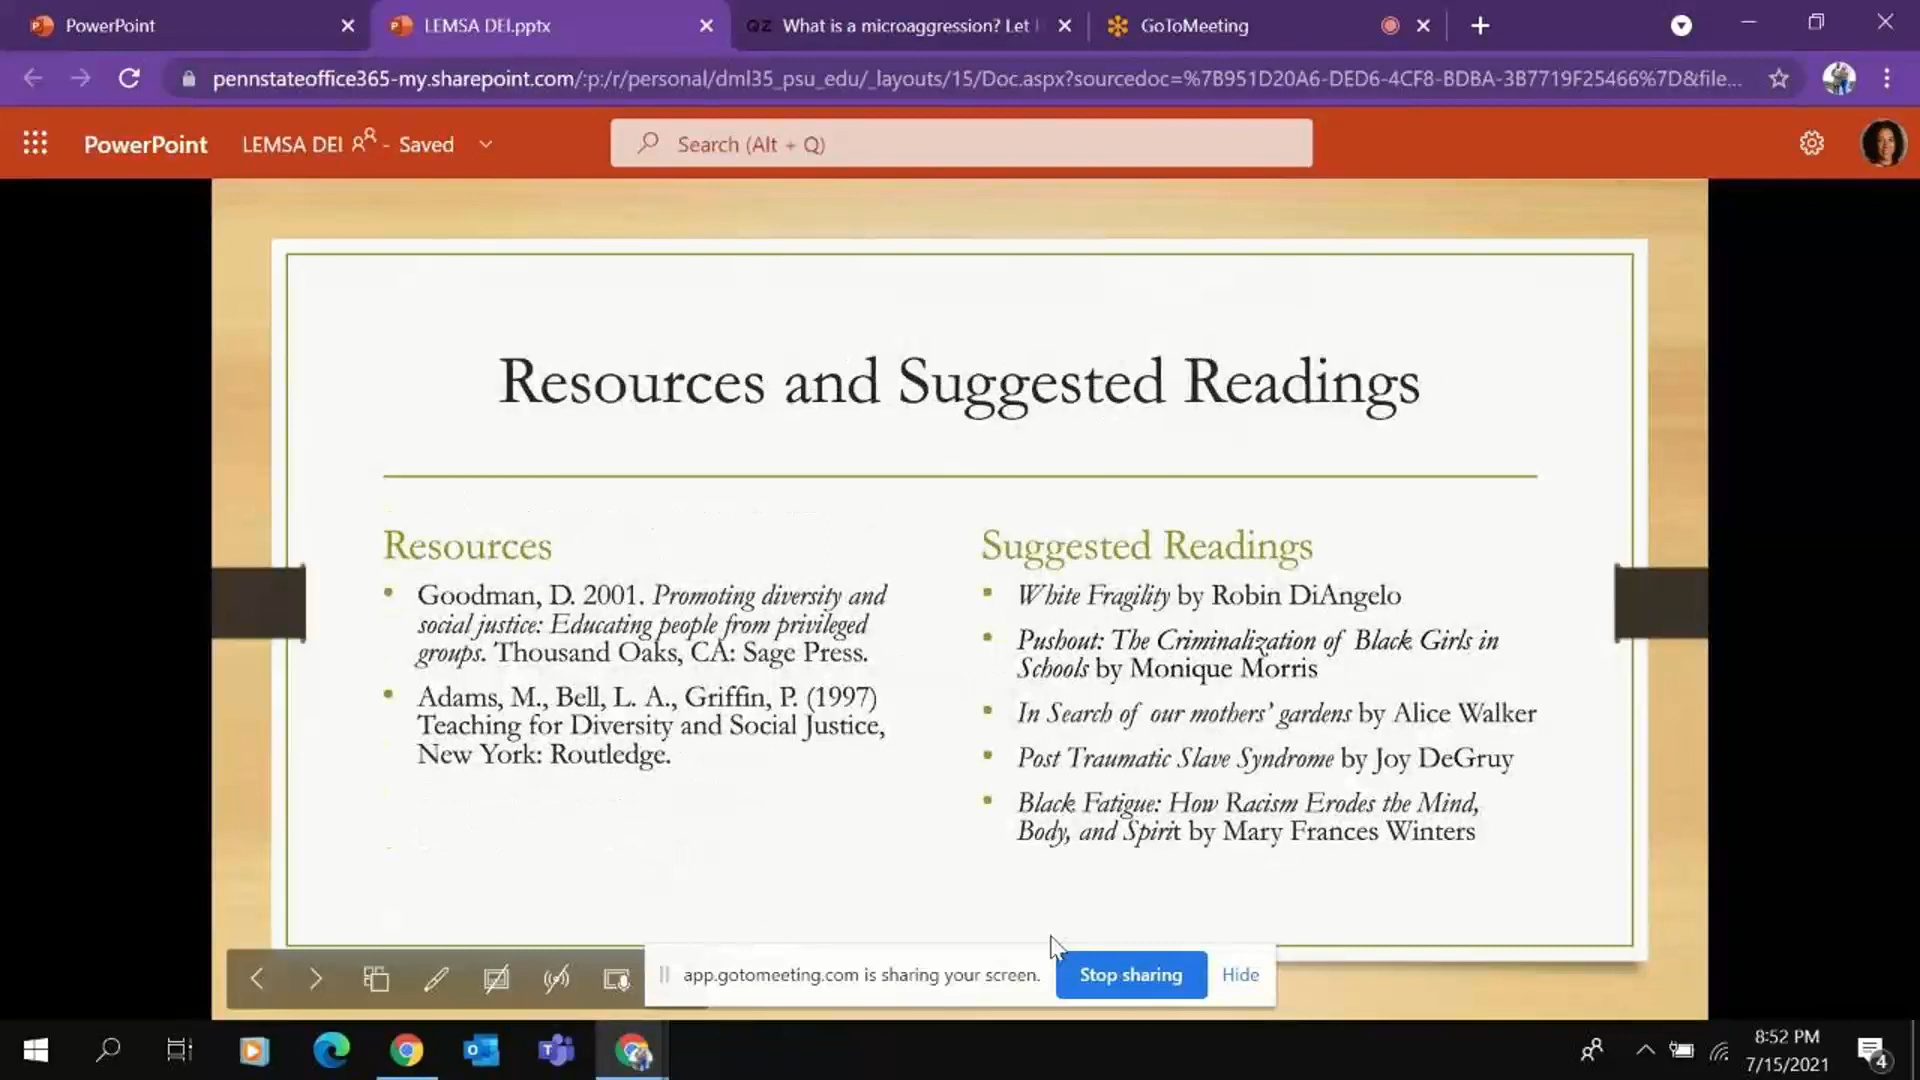 PowerPoint
LEMSA DEI.pptx
QZ What is a microaggression? Let
GoToMeeting
pennstateoffice365-my.sharepoint.com/:p:/r/personal/dml35_psu_edu/_layouts/15/Doc.aspx?sourcedoc=%7B951D20A6-DED6-4CF8-BDBA-3B7719F25466%7D&file...
PowerPoint
LEMSA DEI - Saved
Search (Alt + Q)
Resources and Suggested Readings
Resources
• Goodman, D. 2001. Promoting diversity and
social justice: Educating people from privileged
groups. Thousand Oaks, CA: Sage Press.
• Adams, M., Bell, L. A., Griffin, P. (1997)
Teaching for Diversity and Social Justice,
New York: Routledge.
Suggested Readings
• White Fragility by Robin DiAngelo
• Pushout: The Criminalization of Black Girls in
Schools by Monique Morris
• In Search of our mothers' gardens by Alice Walker
• Post Traumatic Slave Syndrome by Joy DeGruy
• Black Fatigue: How Racism Erodes the Mind,
Body, and Spirit by Mary Frances Winters
app.gotomeeting.com is sharing your screen.
Stop sharing
Hide
8:52 PM
7/15/2021
4